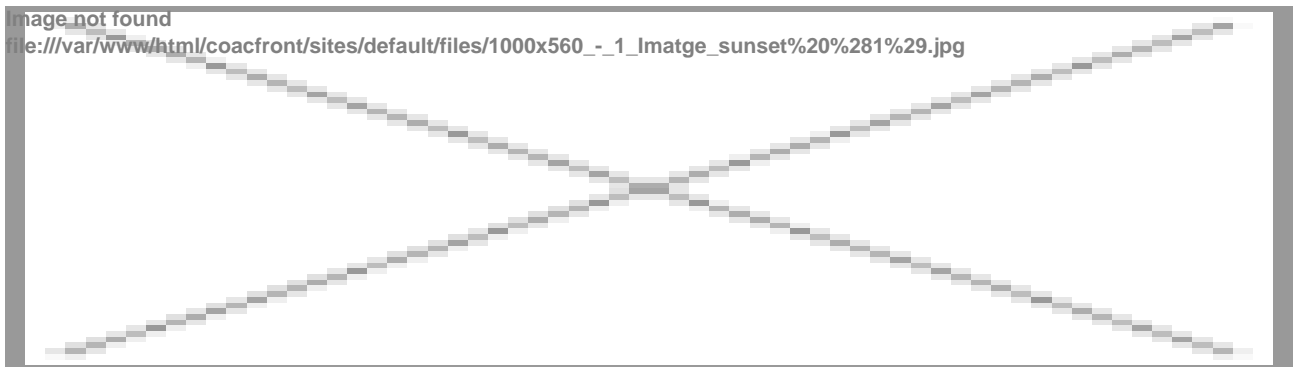 Image not found
file:///var/www/html/coacfront/sites/default/files/1000x560_-_1_Imatge_sunset%20%281%29.jpg